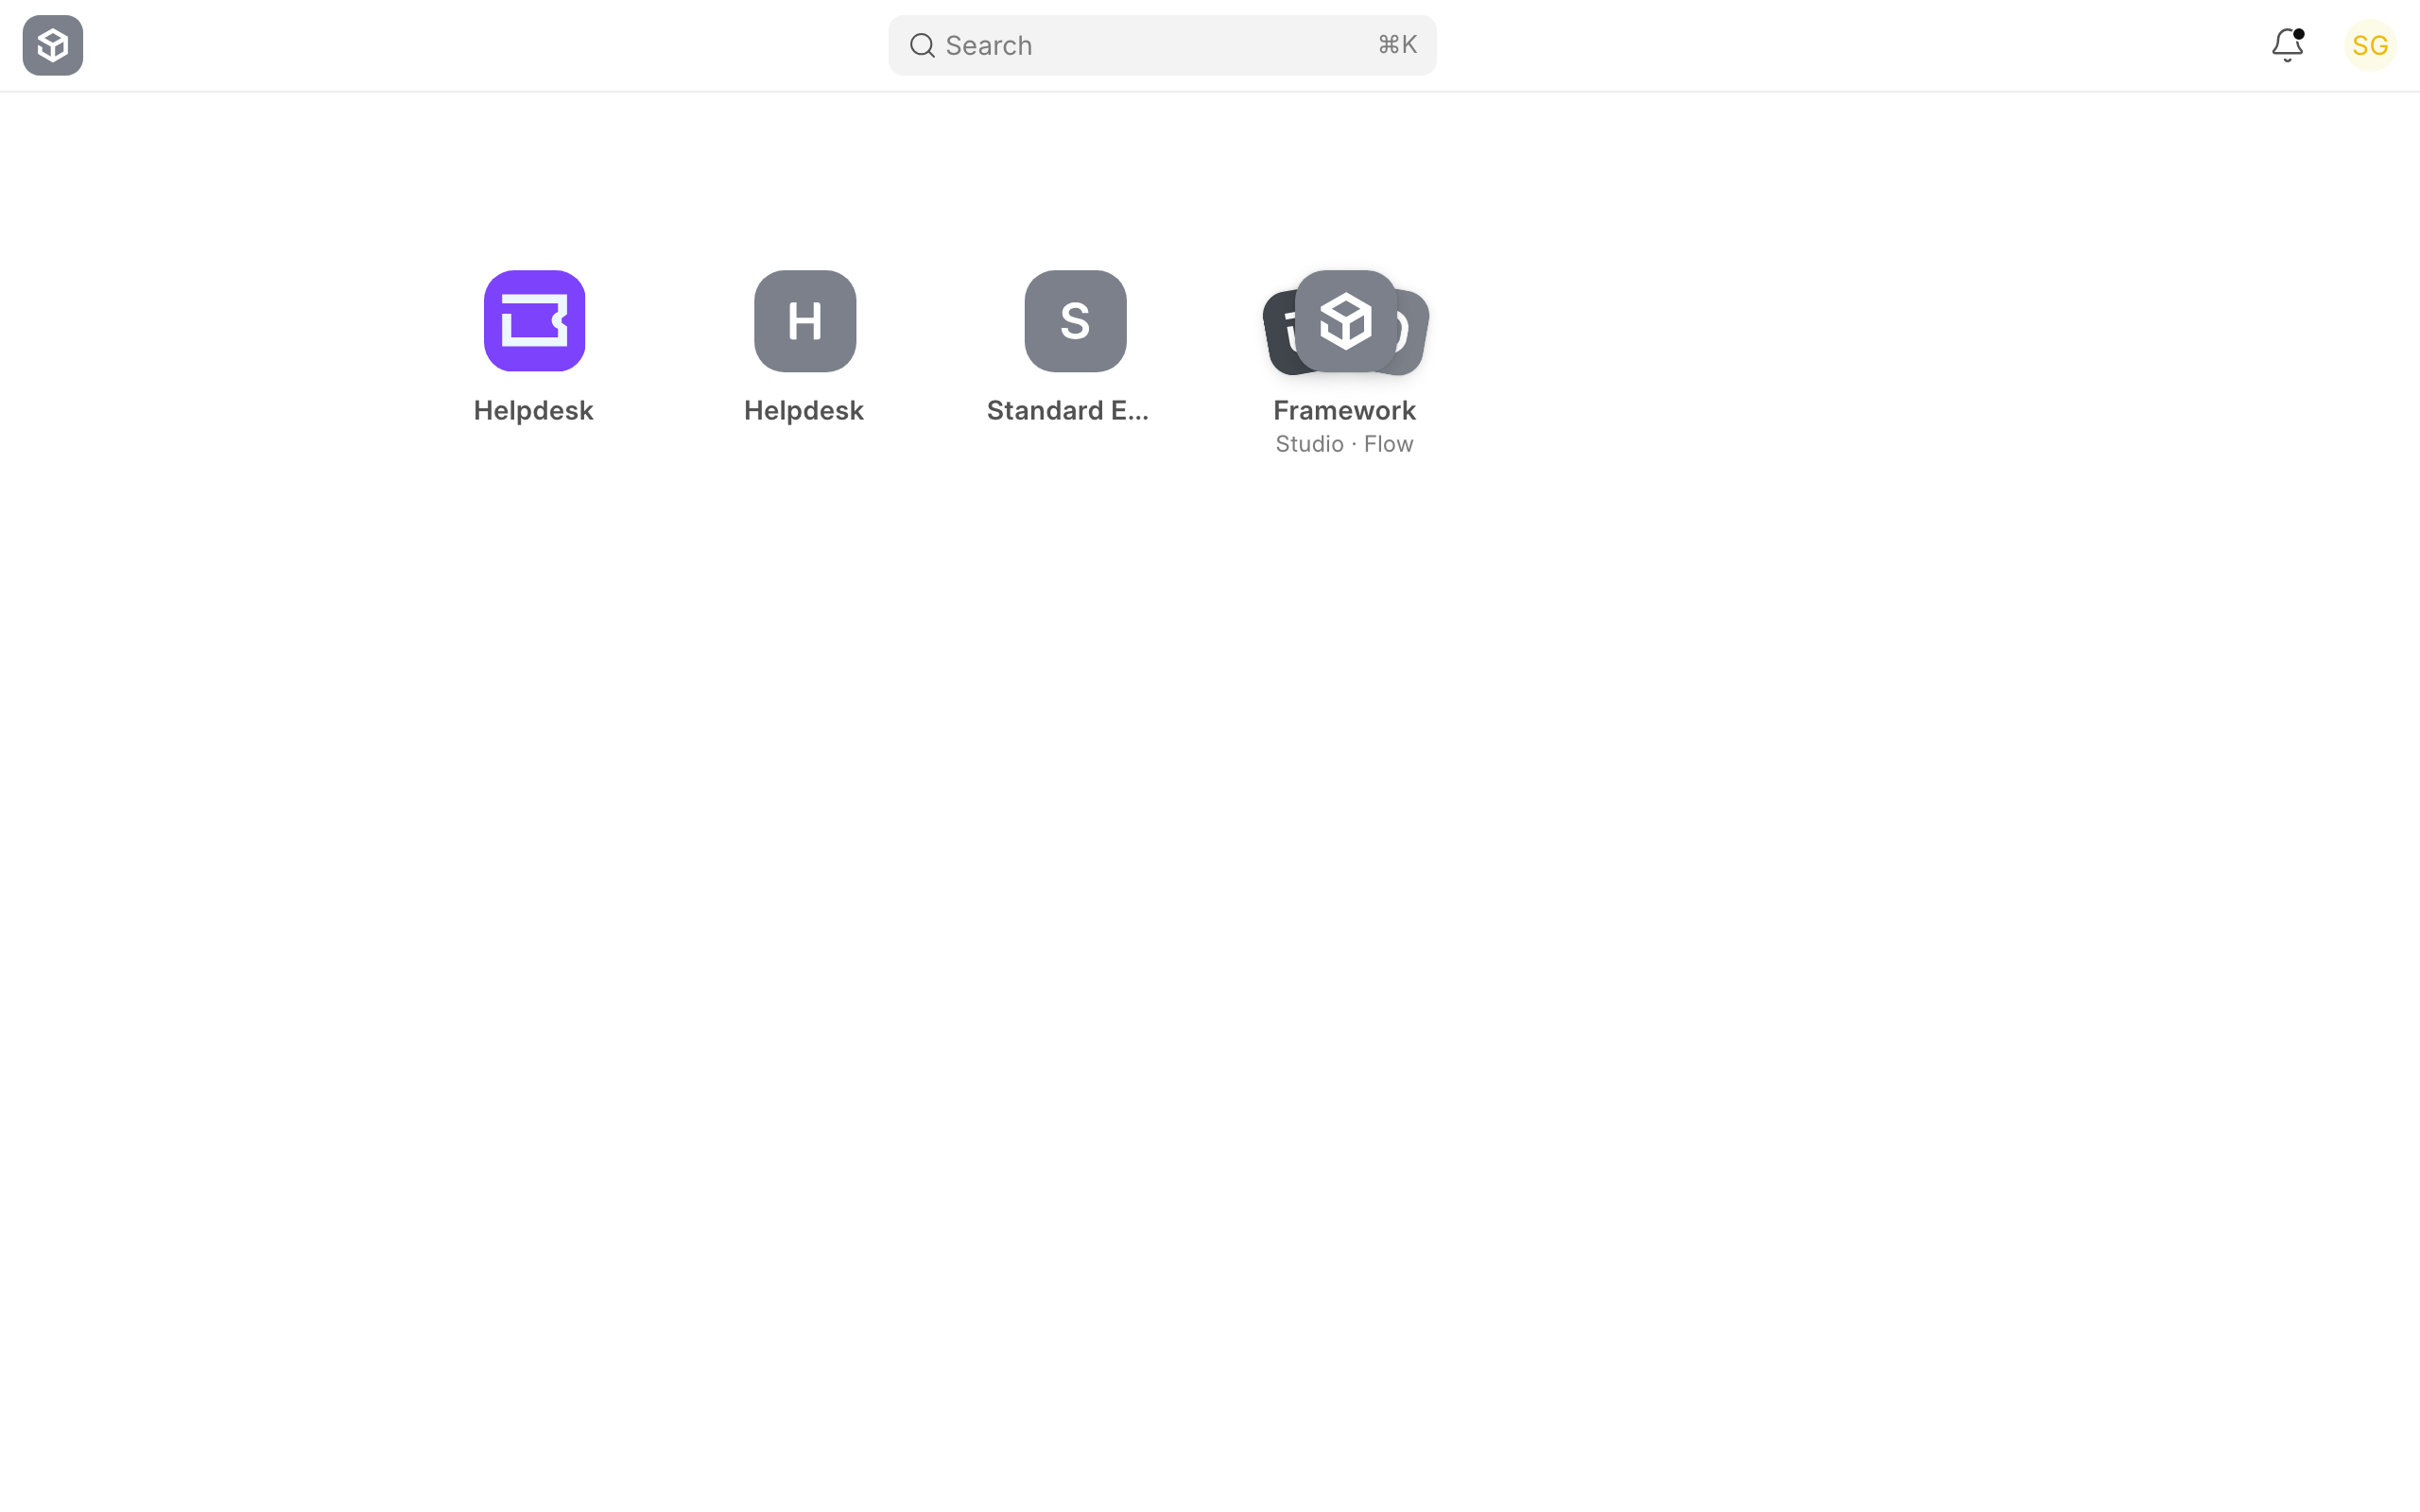 Search ⌘K
SG
H
S
Helpdesk
Helpdesk
Standard E...
Framework
Studio · Flow